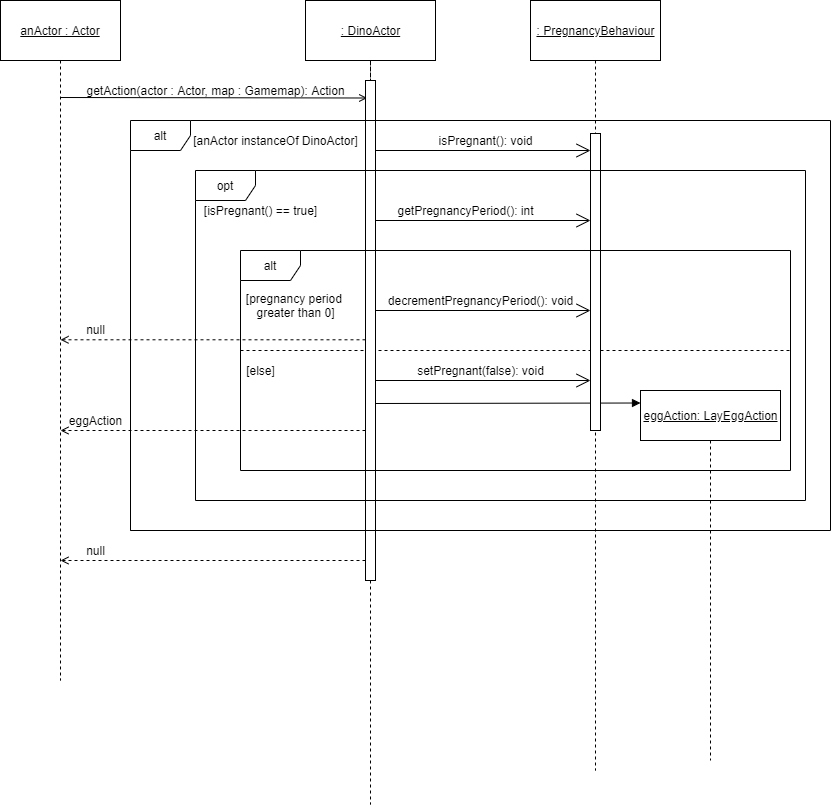 anActor : Actor
: DinoActor
: PregnancyBehaviour
getAction(actor : Actor, map : Gamemap): Action
alt
[anActor instanceOf DinoActor]
isPregnant(): void
opt
[isPregnant() == true]
getPregnancyPeriod(): int
alt
[pregnancy period
greater than 0]
decrementPregnancyPeriod(): void
null
[else]
setPregnant(false): void
eggAction: LayEggAction
eggAction
null